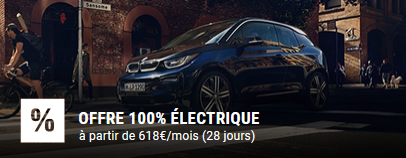 %
OFFRE 100% ÉLECTRIQUE
à partir de 618€/mois (28 jours)